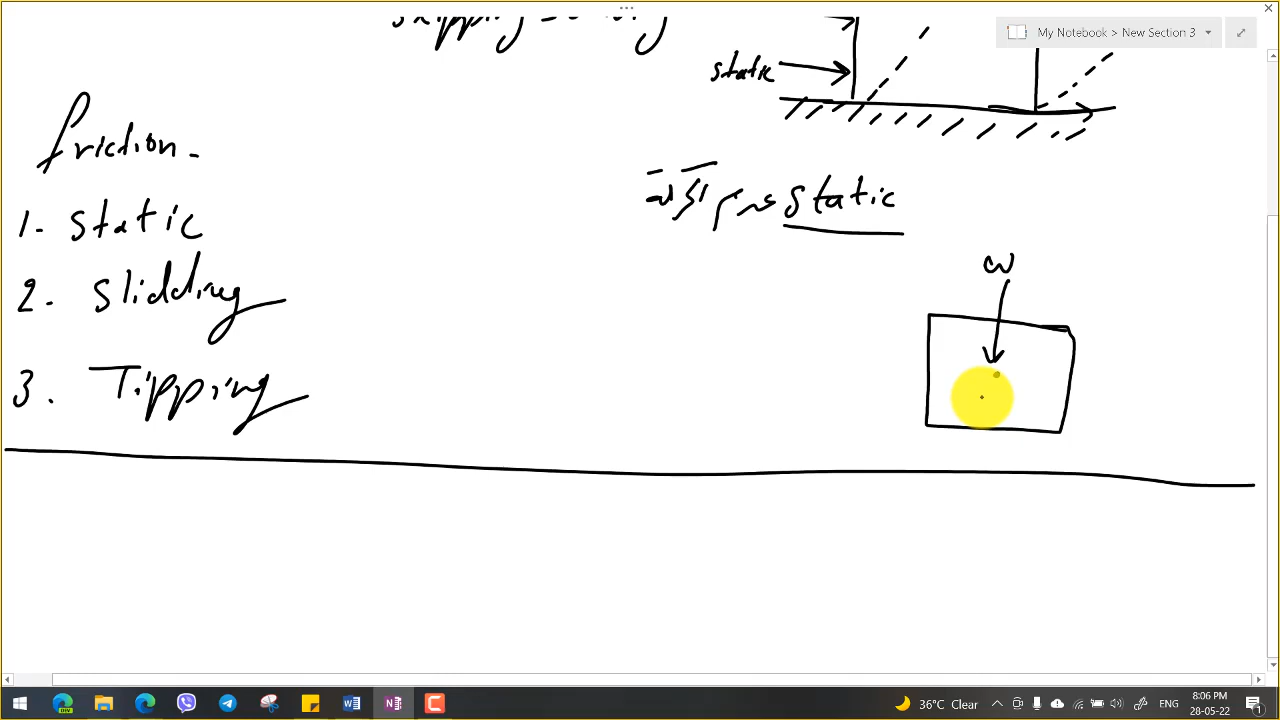 My Notebook > New Section 3
static
friction.
1. static
static
2. slidding
w
3. Tipping
36°C Clear
ENG
8:06 PM
28-05-22